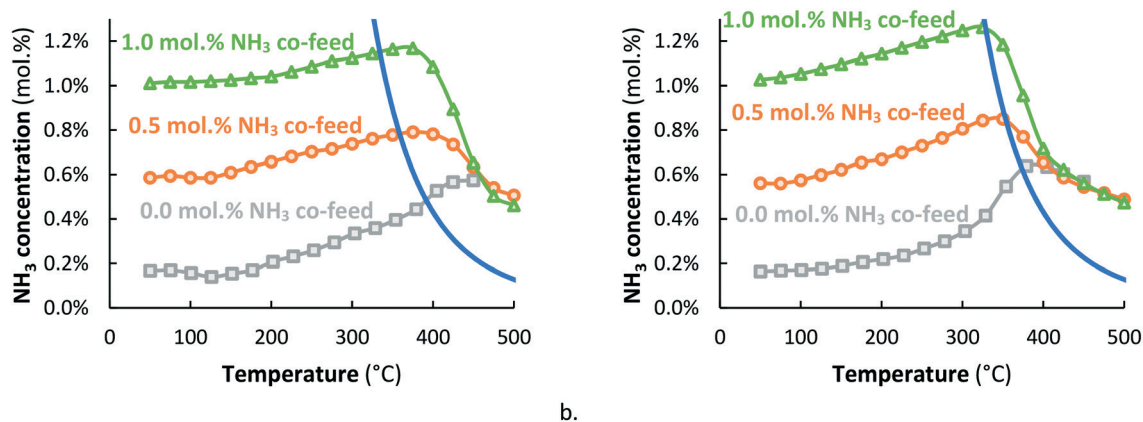 NH₃ concentration (mol.%)
1.2%
1.0%
0.8%
0.6%
0.4%
0.2%
0.0%
1.0 mol.% NH₃ co-feed
0.5 mol.% NH₃ co-feed
0.0 mol.% NH₃ co-feed
0 100 200 300 400 500
Temperature (°C)
NH₃ concentration (mol.%)
1.2%
1.0%
0.8%
0.6%
0.4%
0.2%
0.0%
1.0 mol.% NH₃ co-feed
0.5 mol.% NH₃ co-feed
0.0 mol.% NH₃ co-feed
0 100 200 300 400 500
Temperature (°C)
b.